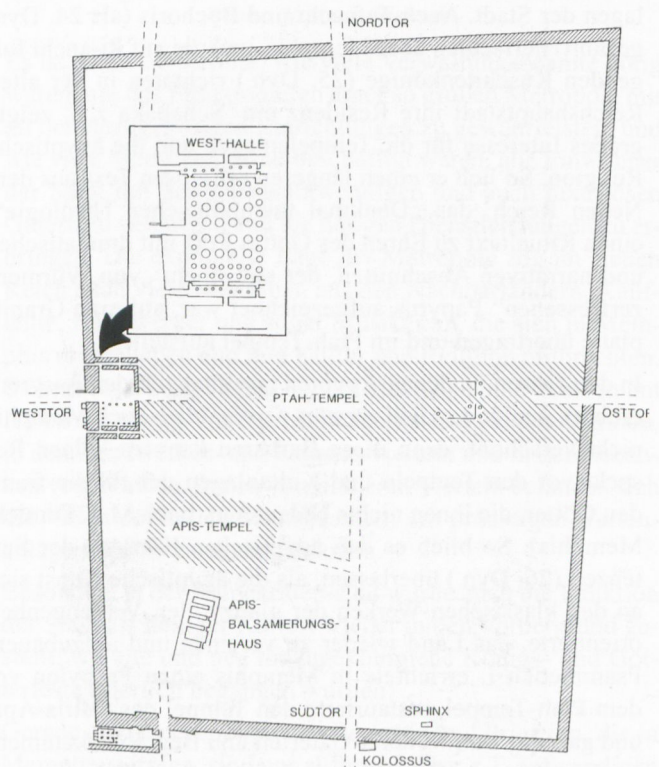 NORDTOR
WEST-HALLE
PTAH-TEMPEL
WESTTOR
OSTTOR
APIS-TEMPEL
APIS-
BALSAMIERUNGS-
HAUS
SÜDTOR
SPHINX
KOLOSSUS